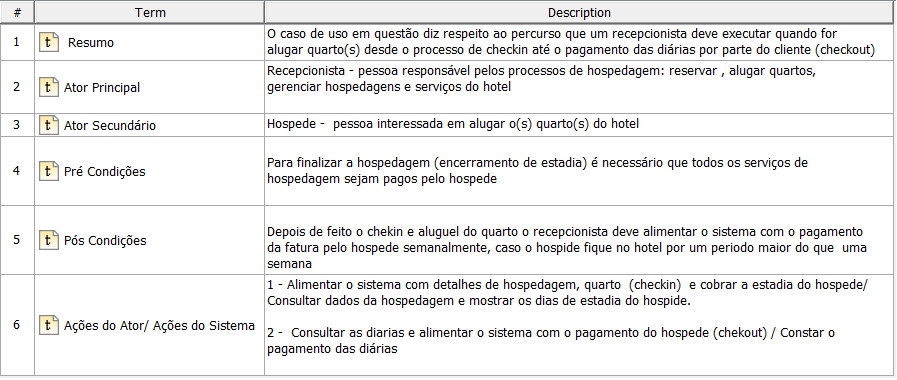 # Term Description
1 t Resumo
O caso de uso em questão diz respeito ao percurso que um recepcionista deve executar quando for
alugar quarto(s) desde o processo de checkin até o pagamento das diárias por parte do cliente (checkout)
2 t Ator Principal
Recepcionista - pessoa responsável pelos processos de hospedagem: reservar , alugar quartos,
gerenciar hospedagens e serviços do hotel
3 t Ator Secundário
Hospede - pessoa interessada em alugar o(s) quarto(s) do hotel
4 t Pré Condições
Para finalizar a hospedagem (encerramento de estadia) é necessário que todos os serviços de
hospedagem sejam pagos pelo hospede
5 t Pós Condições
Depois de feito o chekin e aluguel do quarto o recepcionista deve alimentar o sistema com o pagamento
da fatura pelo hospede semanalmente, caso o hospide fique no hotel por um periodo maior do que uma
semana
6 t Ações do Ator/ Ações do Sistema
1 - Alimentar o sistema com detalhes de hospedagem, quarto (checkin) e cobrar a estadia do hospede/
Consultar dados da hospedagem e mostrar os dias de estadia do hospide.
2 - Consultar as diarias e alimentar o sistema com o pagamento do hospede (chekout) / Constar o
pagamento das diárias